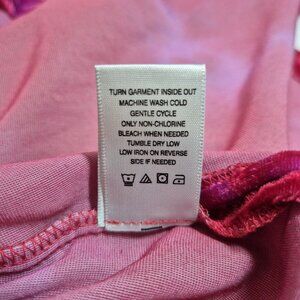 TURN GARMENT INSIDE OUT
MACHINE WASH COLD
GENTLE CYCLE
ONLY NON-CHLORINE
BLEACH WHEN NEEDED
TUMBLE DRY LOW
LOW IRON ON REVERSE
SIDE IF NEEDED